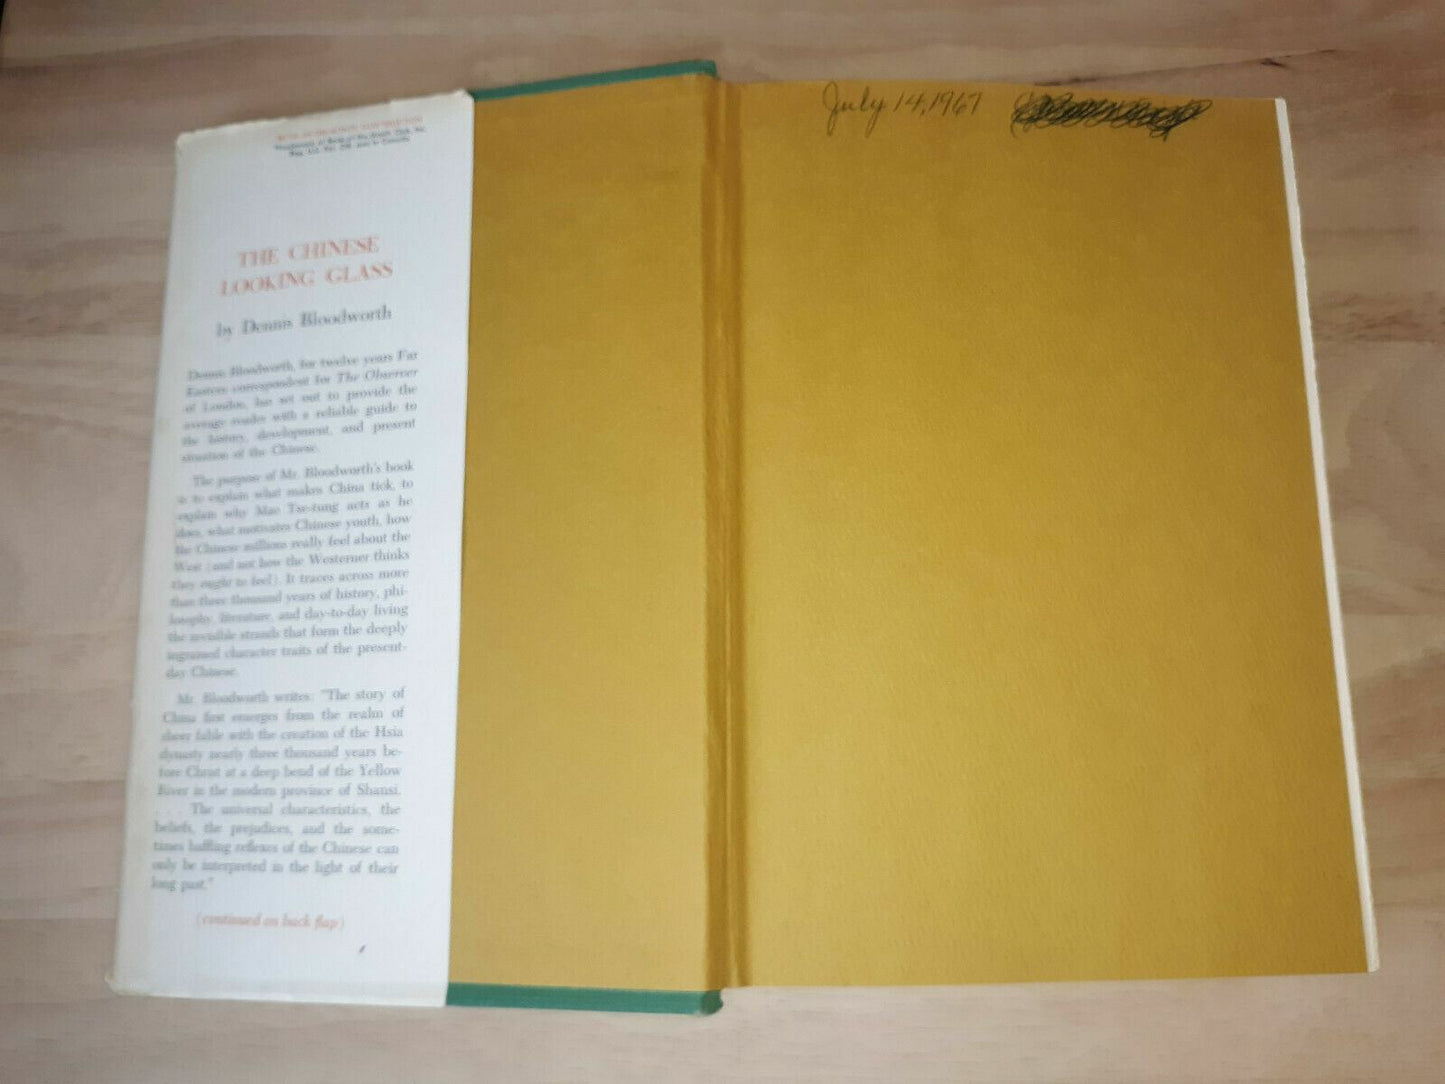 THE CHINESE
LOOKING GLASS
by Dennis Bloodworth
Dennis Bloodworth, for twelve years Far
Eastern correspondent for The Observer
of London, has set out to provide the
average reader with a reliable guide to
the history, development, and present
situation of the Chinese.
The purpose of Mr. Bloodworth's book
is to explain what makes China tick, to
explain why Mao Tse-tung acts as he
does, what motivates Chinese youth, how
the Chinese millions really feel about the
West (and not how the Westerner thinks
they ought to feel). It traces across more
than three thousand years of history, phi-
losophy, literature, and day-to-day living
the invisible strands that form the deeply
ingrained character traits of the present-
day Chinese.
Mr. Bloodworth writes: "The story of
China first emerges from the realm of
sheer fable with the creation of the Hsia
dynasty nearly three thousand years be-
fore Christ at a deep bend of the Yellow
River in the modern province of Shansi.
. . . The universal characteristics, the
beliefs, the prejudices, and the some-
times baffling reflexes of the Chinese can
only be interpreted in the light of their
long past."
(continued on back flap)
July 14, 1967